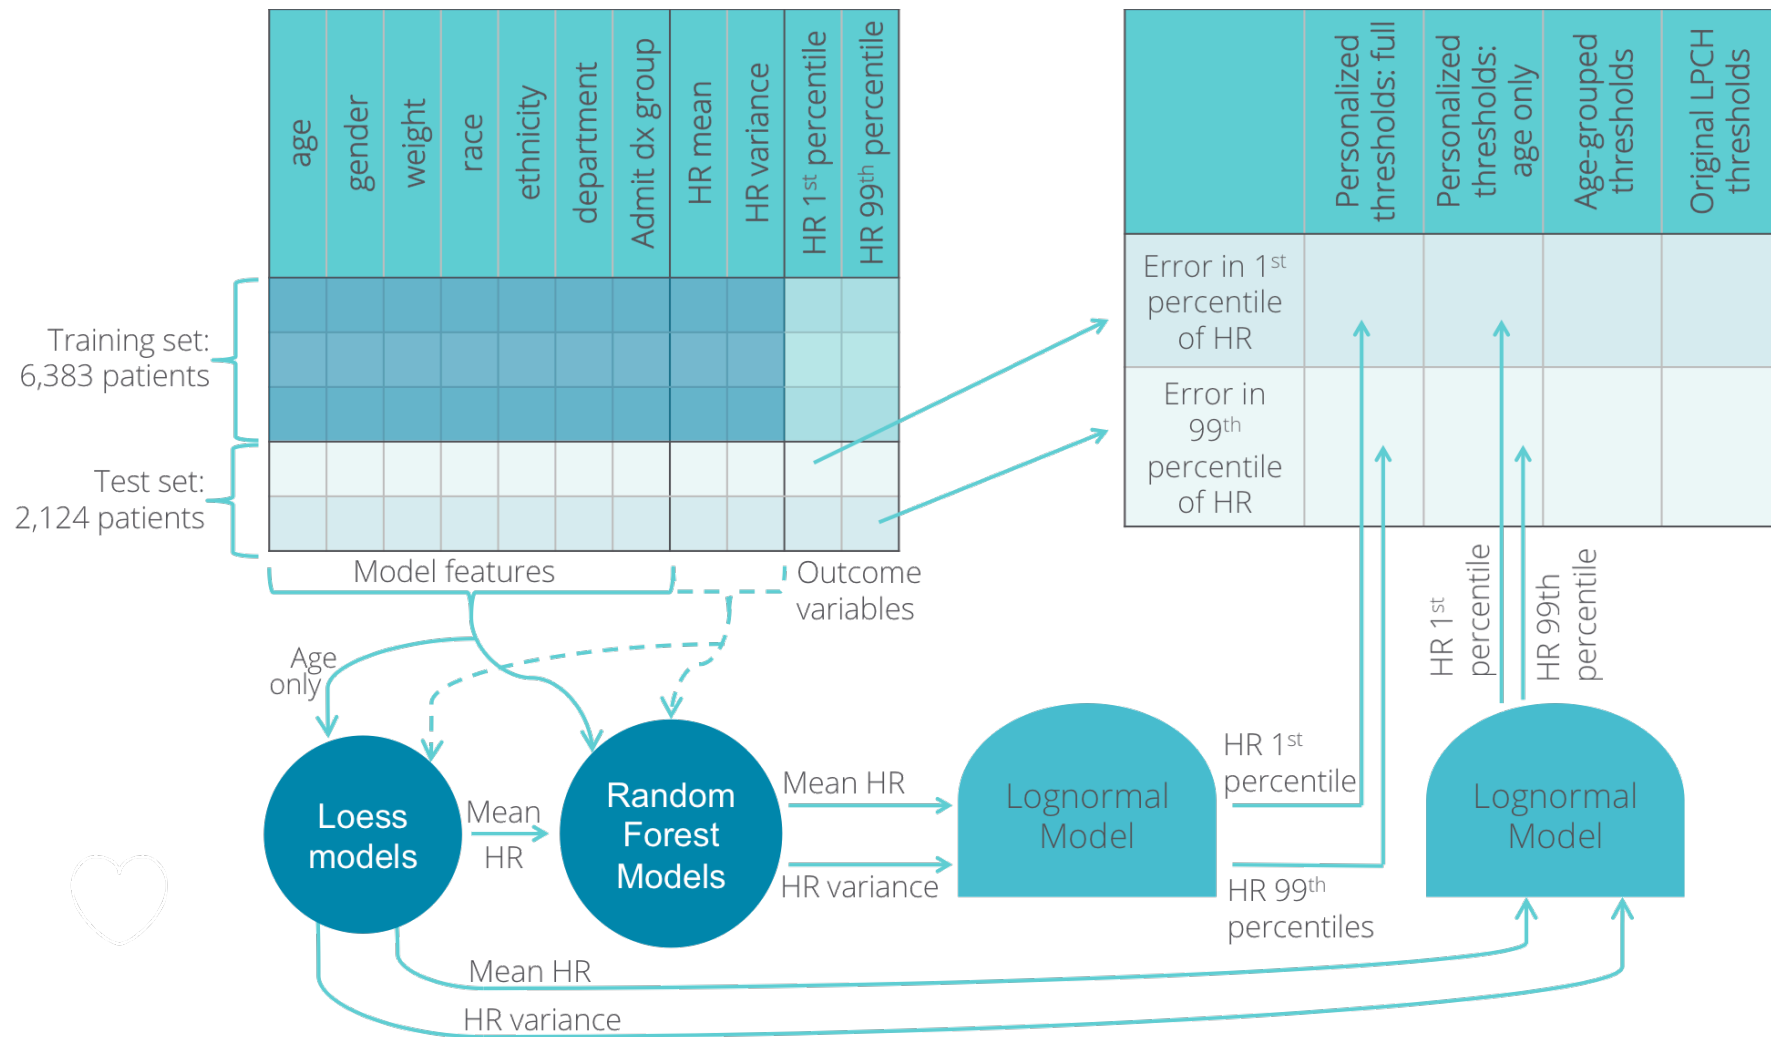 age
gender
weight
race
ethnicity
department
Admit dx group
HR mean
HR variance
HR 1st percentile
HR 99th percentile
Training set:
6,383 patients
Test set:
2,124 patients
Model features
Outcome
variables
Personalized
thresholds: full
Personalized
thresholds:
age only
Age-grouped
thresholds
Original LPCH
thresholds
Error in 1st
percentile
of HR
Error in
99th
percentile
of HR
Age
only
Loess
models
Mean
HR
Random
Forest
Models
Mean HR
HR variance
Lognormal
Model
HR 1st
percentile
HR 99th
percentiles
HR 1st
percentile
HR 99th
percentile
Lognormal
Model
Mean HR
HR variance